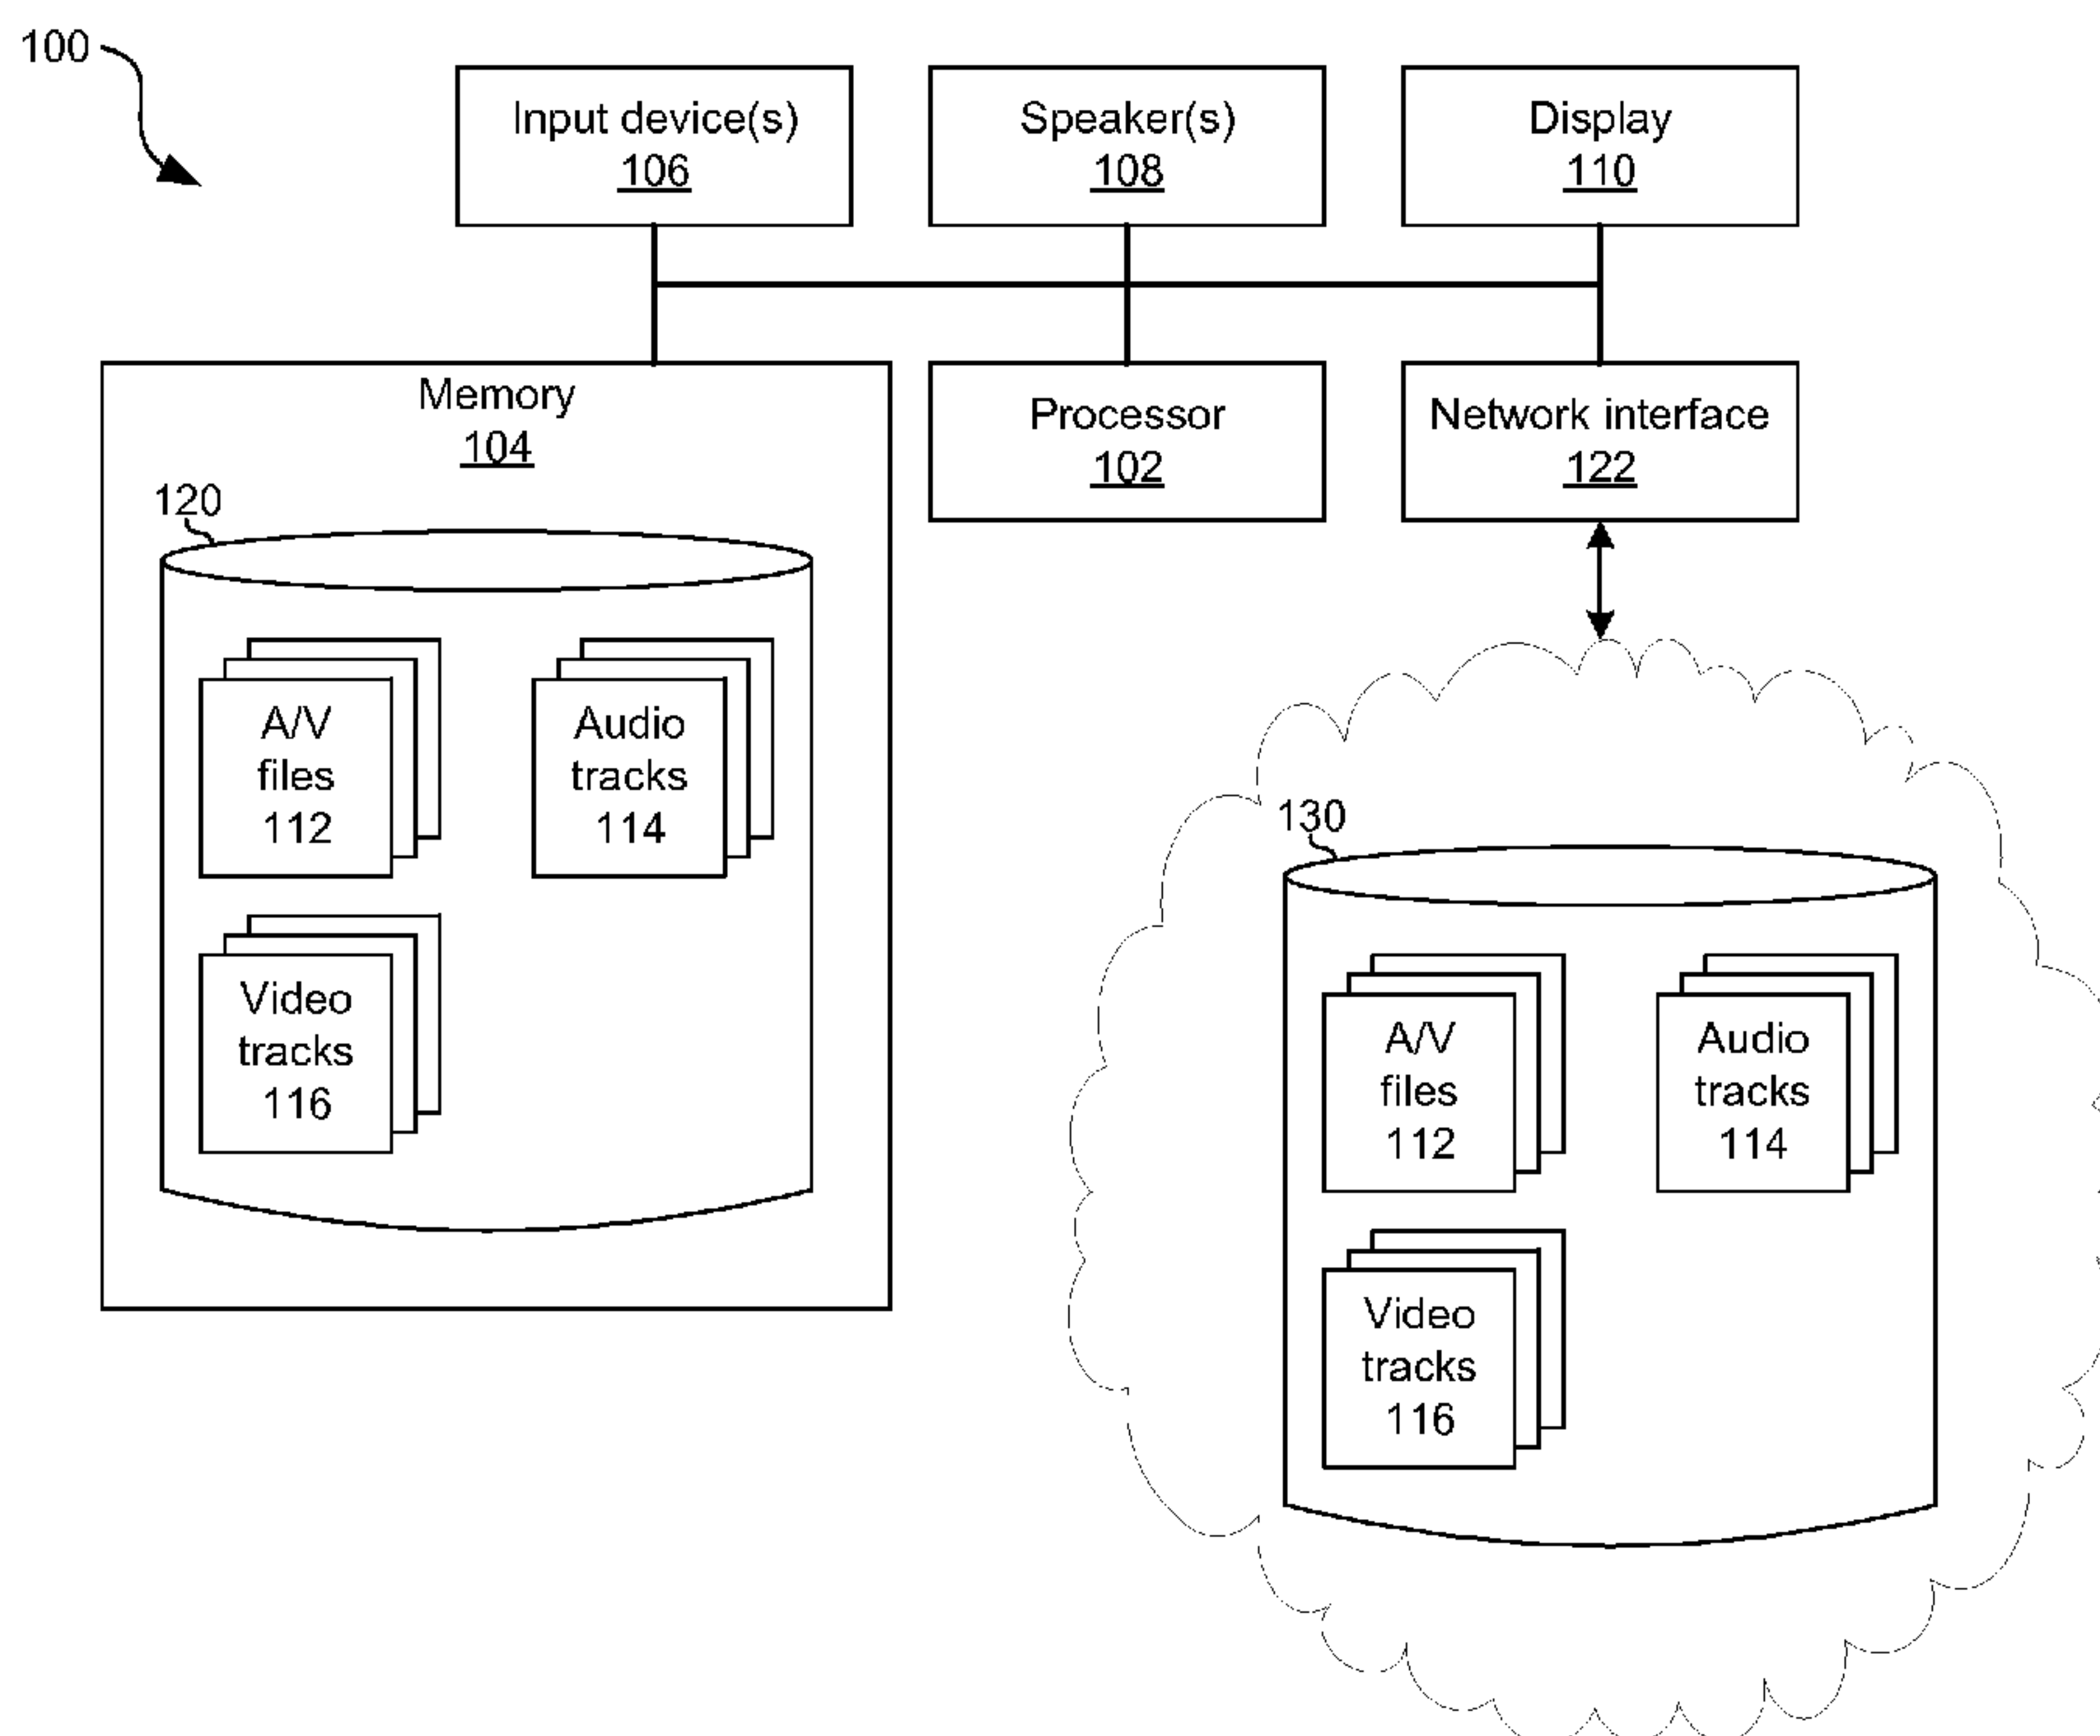 100
Input device(s)
106
Speaker(s)
108
Display
110
Memory
104
Processor
102
Network interface
122
120
A/V
files
112
Audio
tracks
114
Video
tracks
116
130
A/V
files
112
Audio
tracks
114
Video
tracks
116